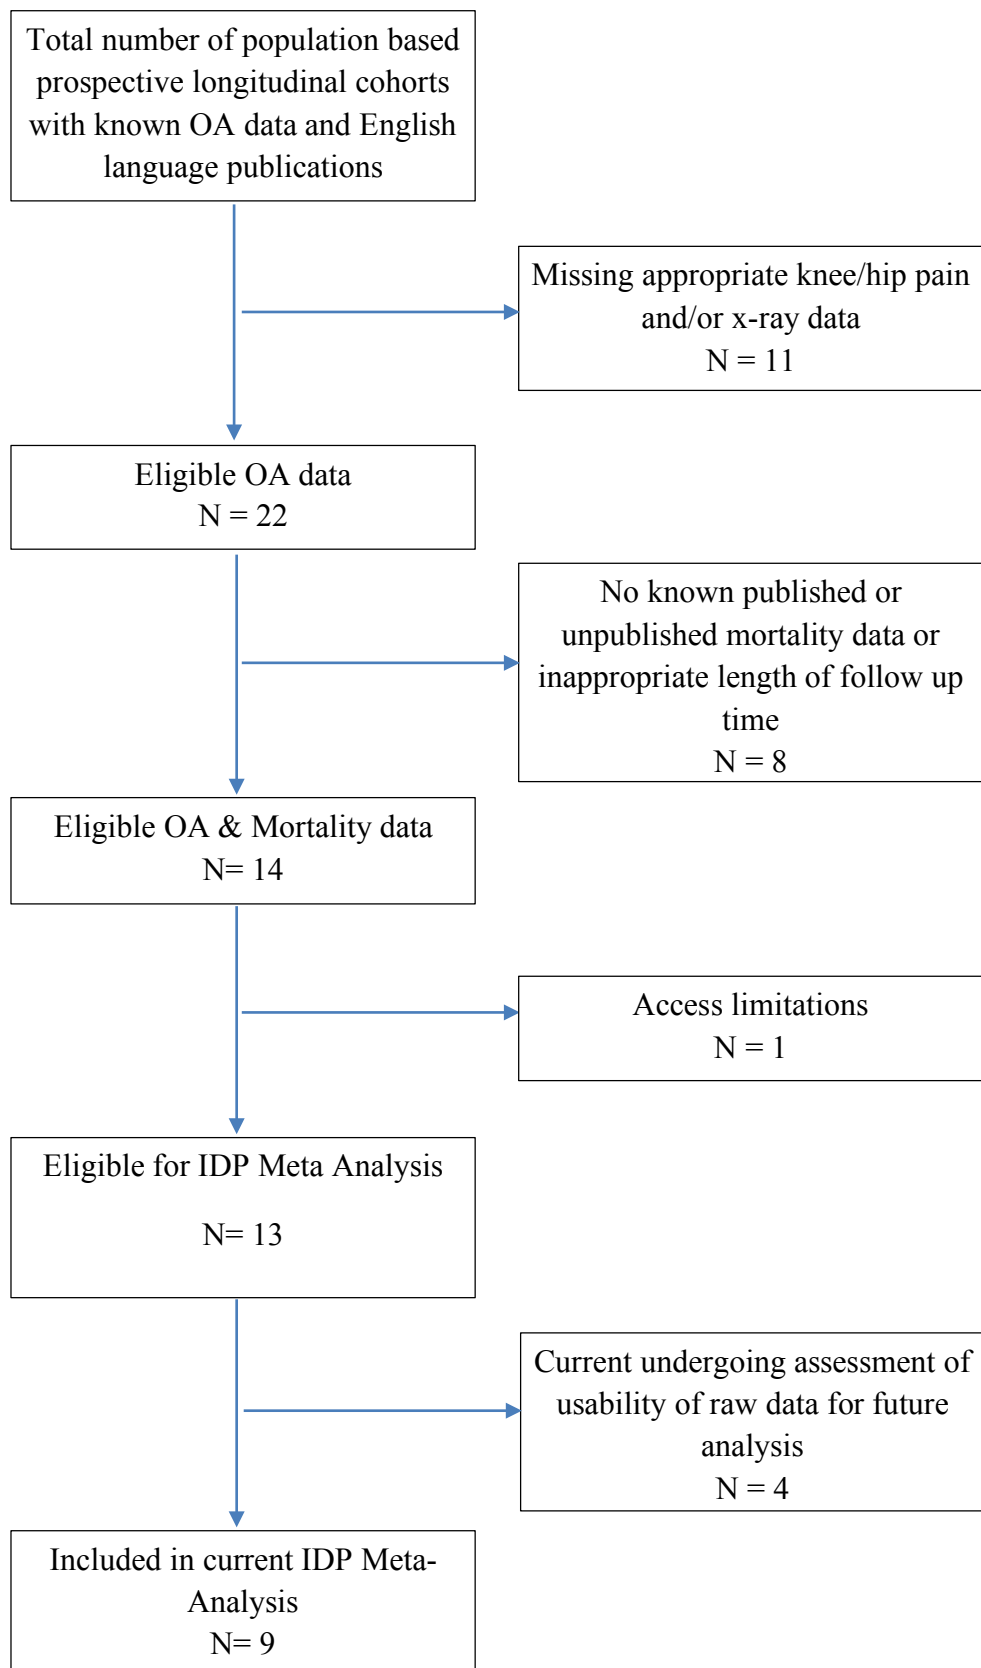 Total number of population based
prospective longitudinal cohorts
with known OA data and English
language publications
Missing appropriate knee/hip pain
and/or x-ray data
N = 11
Eligible OA data
N = 22
No known published or
unpublished mortality data or
inappropriate length of follow up
time
N = 8
Eligible OA & Mortality data
N= 14
Access limitations
N = 1
Eligible for IDP Meta Analysis
N= 13
Current undergoing assessment of
usability of raw data for future
analysis
N = 4
Included in current IDP Meta-
Analysis
N= 9